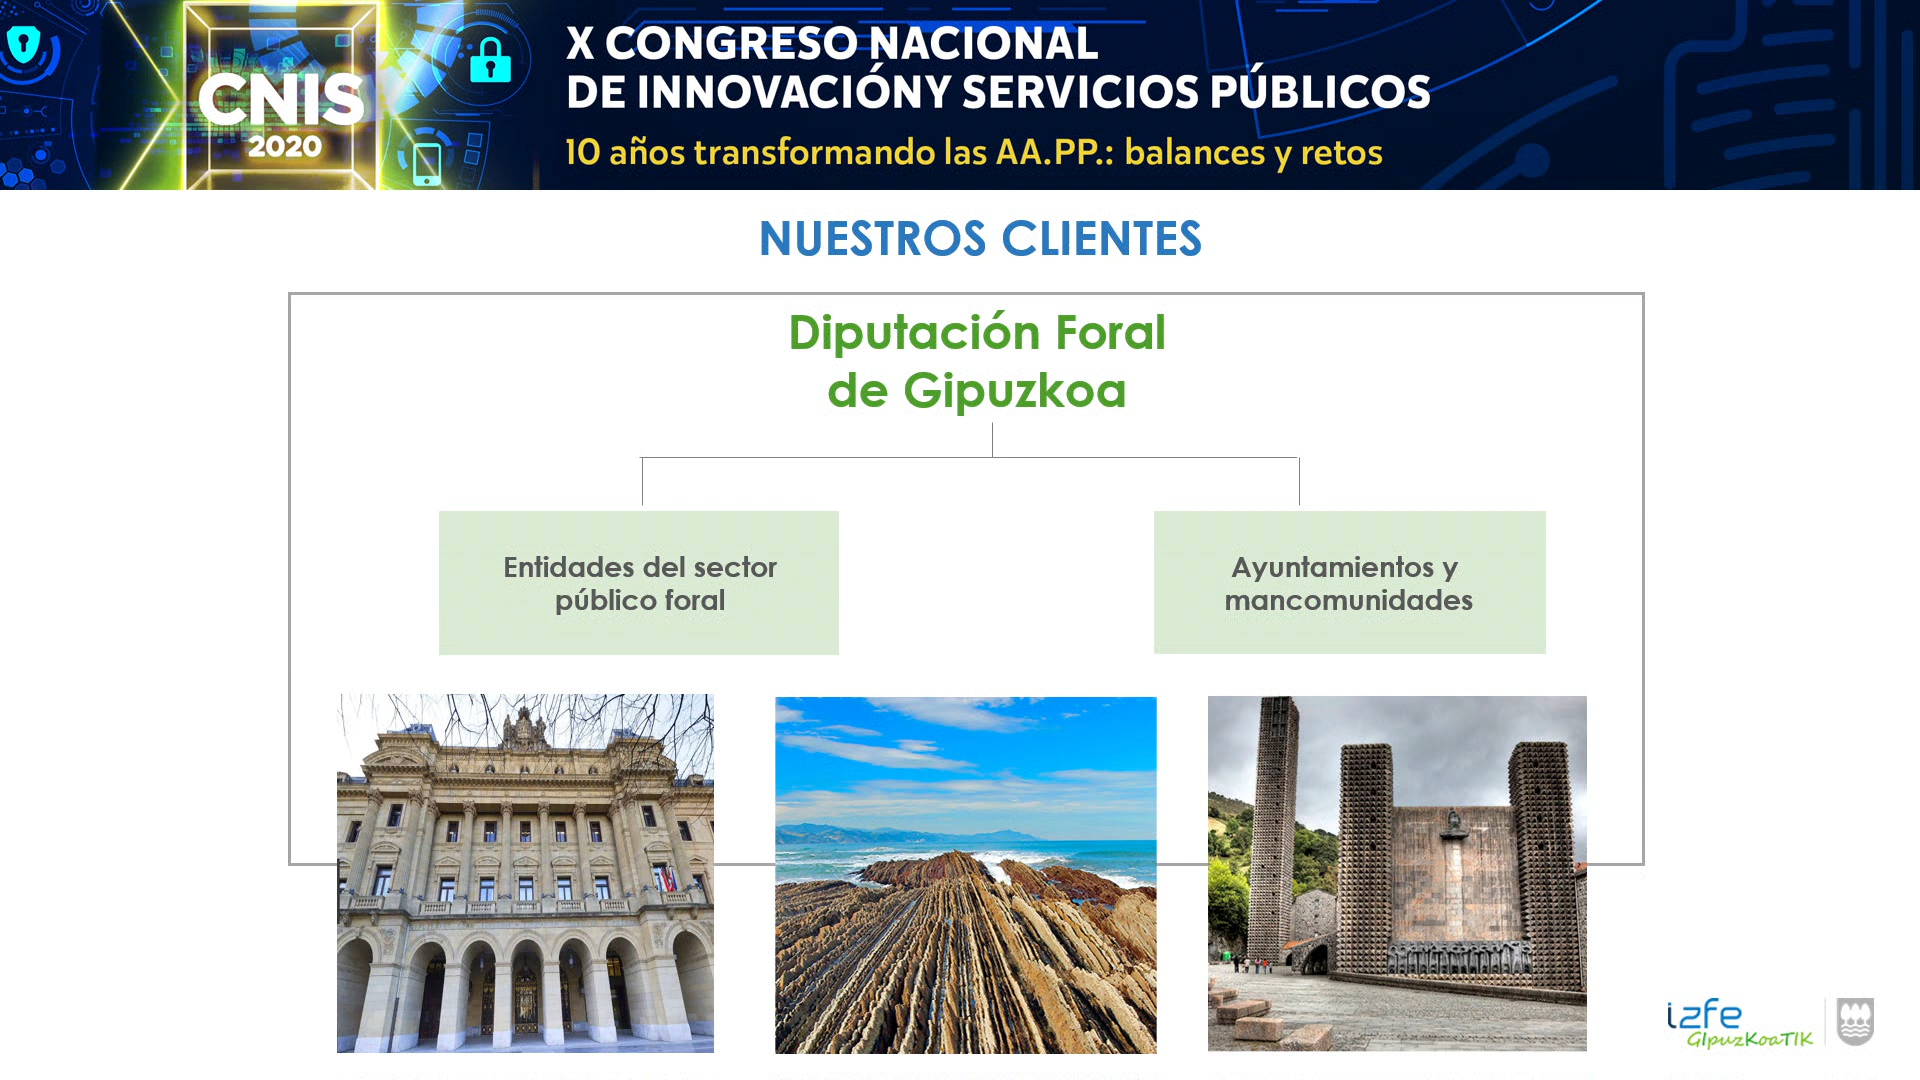 CNIS
2020
X CONGRESO NACIONAL
DE INNOVACIÓNY SERVICIOS PÚBLICOS
10 años transformando las AA.PP.: balances y retos
NUESTROS CLIENTES
Diputación Foral
de Gipuzkoa
Entidades del sector
público foral
Ayuntamientos y
mancomunidades
izfe
GIpuzKoaTIK